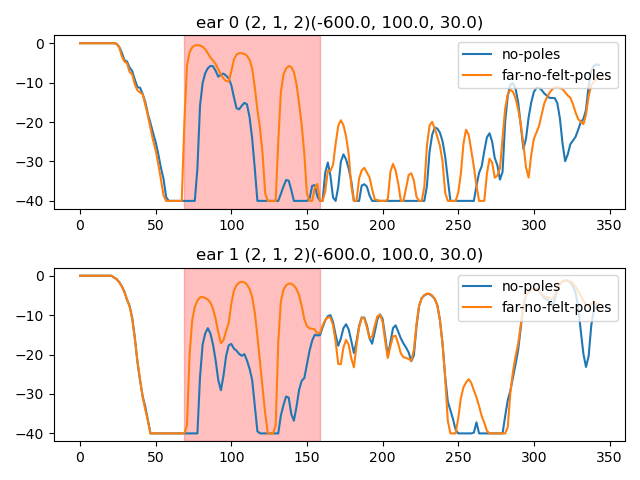 ear 0 (2, 1, 2)(-600.0, 100.0, 30.0)
0
−10
−20
−30
−40
no-poles
far-no-felt-poles
0 50 100 150 200 250 300 350
ear 1 (2, 1, 2)(-600.0, 100.0, 30.0)
0
−10
−20
−30
−40
no-poles
far-no-felt-poles
0 50 100 150 200 250 300 350